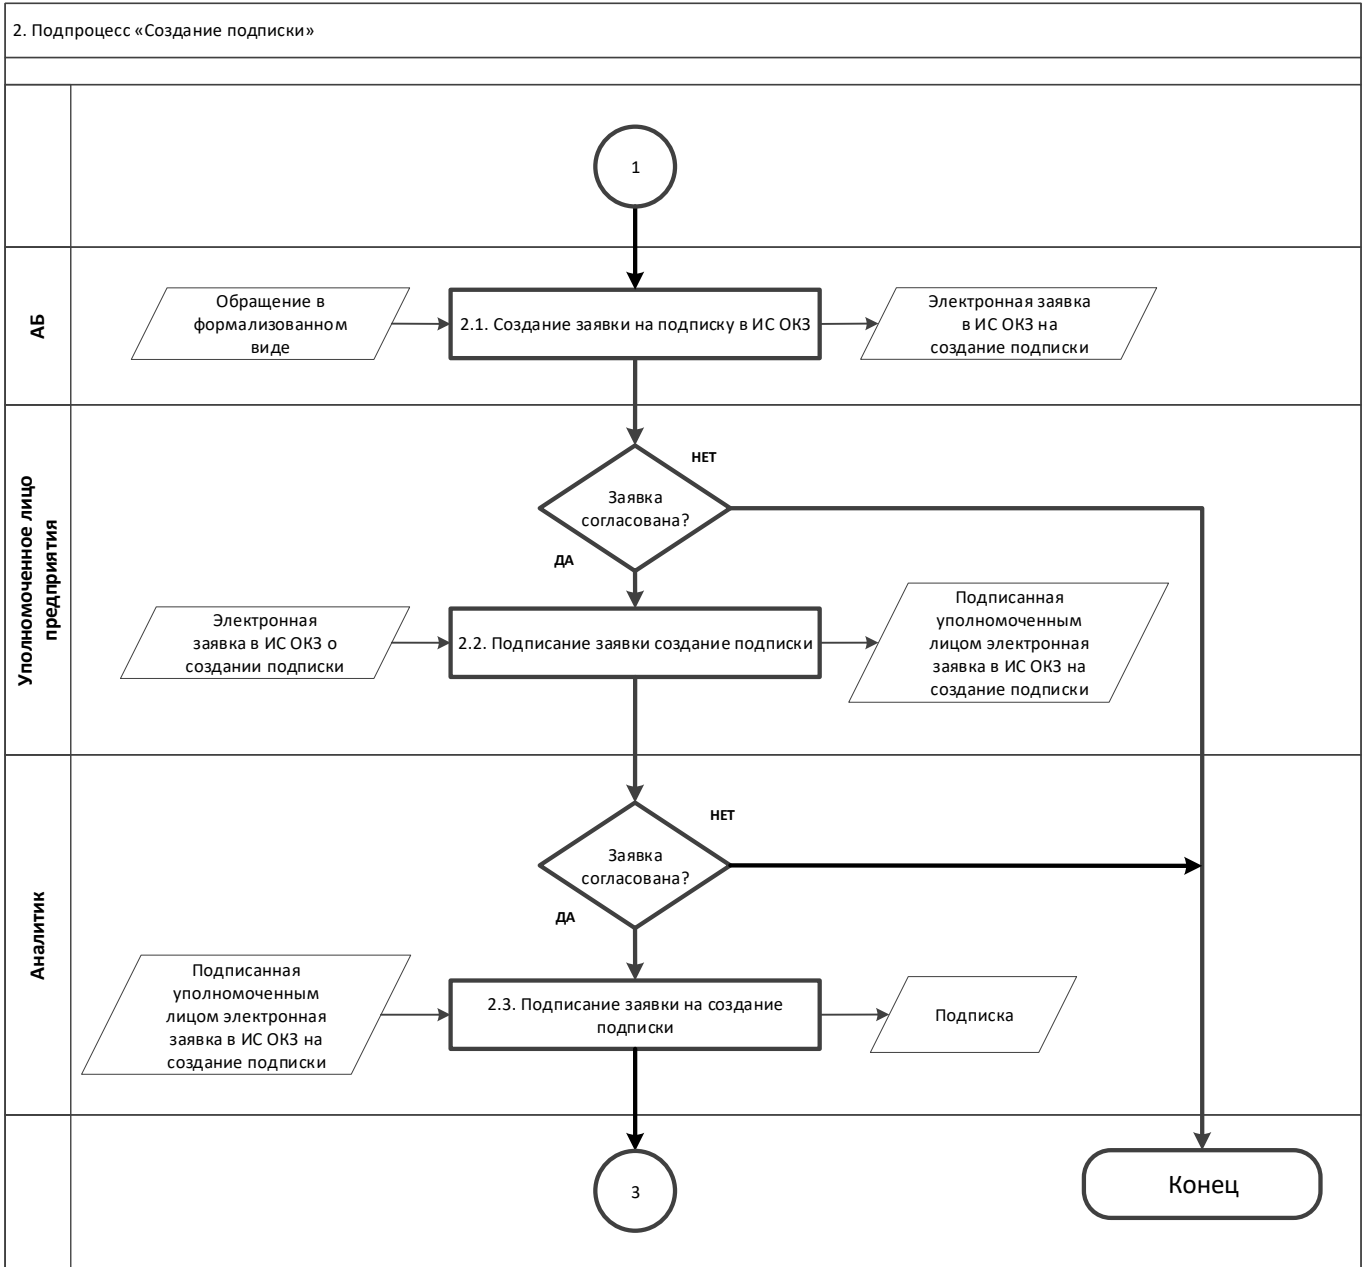 2. Подпроцесс «Создание подписки»
1
АБ
Обращение в
формализованном
виде
2.1. Создание заявки на подписку в ИС ОКЗ
Электронная заявка
в ИС ОКЗ на
создание подписки
Уполномоченное лицо
предприятия
НЕТ
Заявка
согласована?
ДА
Электронная
заявка в ИС ОКЗ о
создании подписки
2.2. Подписание заявки создание подписки
Подписанная
уполномоченным
лицом электронная
заявка в ИС ОКЗ на
создание подписки
Аналитик
НЕТ
Заявка
согласована?
ДА
Подписанная
уполномоченным
лицом электронная
заявка в ИС ОКЗ на
создание подписки
2.3. Подписание заявки на создание
подписки
Подписка
3
Конец